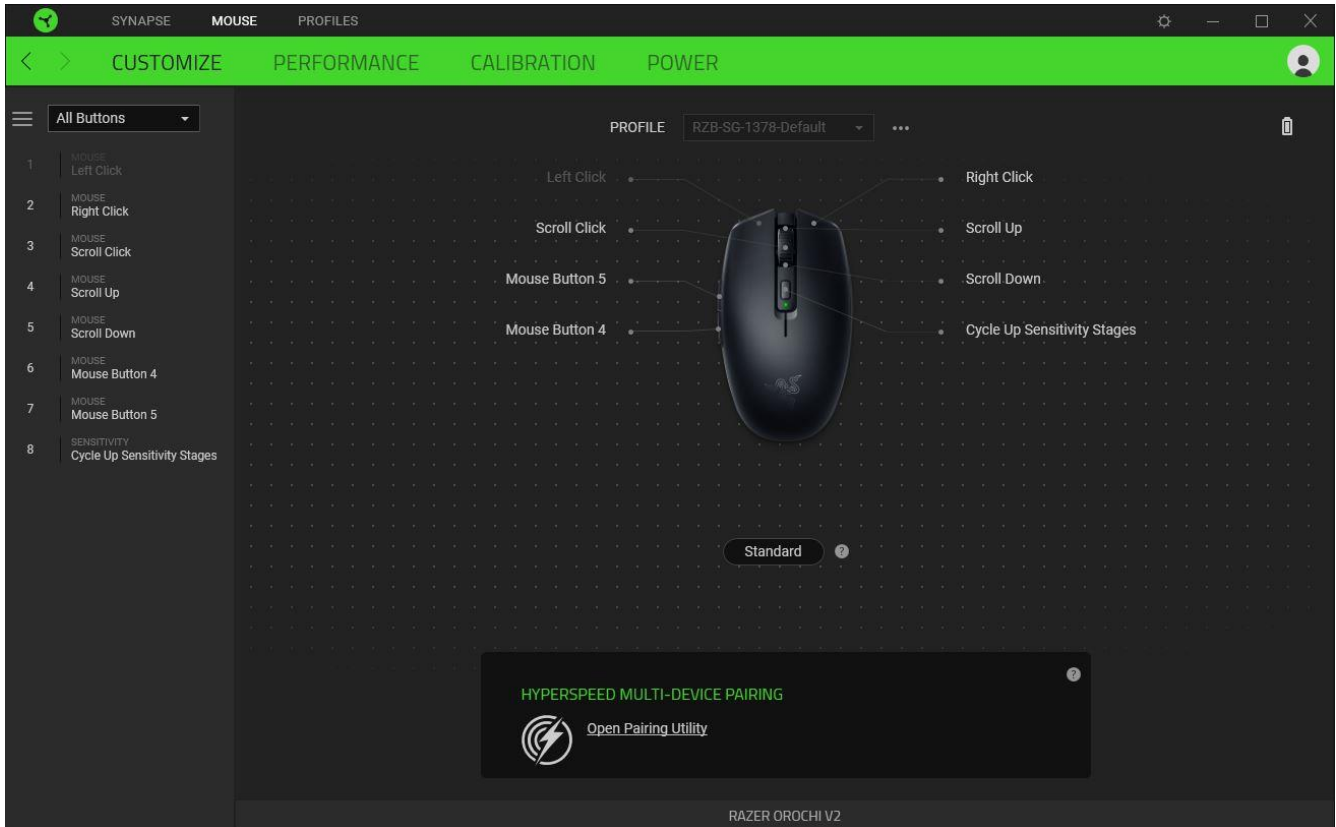 SYNAPSE MOUSE PROFILES
CUSTOMIZE PERFORMANCE CALIBRATION POWER
All Buttons
1 MOUSE
Left Click
2 MOUSE
Right Click
3 MOUSE
Scroll Click
4 MOUSE
Scroll Up
5 MOUSE
Scroll Down
6 MOUSE
Mouse Button 4
7 MOUSE
Mouse Button 5
8 SENSITIVITY
Cycle Up Sensitivity Stages
PROFILE RZB-SG-1378-Default
Left Click Right Click
Scroll Click Scroll Up
Mouse Button 5 Scroll Down
Mouse Button 4 Cycle Up Sensitivity Stages
Standard ?
?
HYPERSPEED MULTI-DEVICE PAIRING
Open Pairing Utility
RAZER OROCHI V2